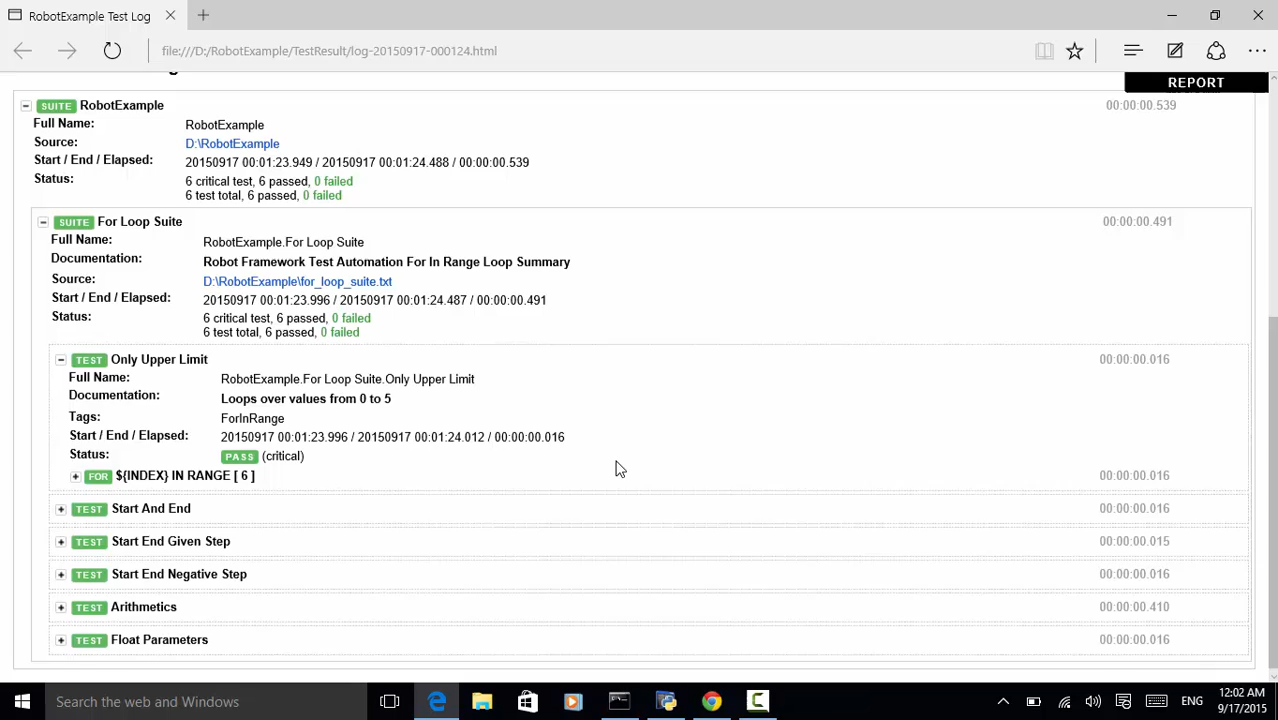 RobotExample Test Log
file:///D:/RobotExample/TestResult/log-20150917-000124.html
REPORT
SUITE RobotExample 00:00:00.539
Full Name: RobotExample
Source: D:\RobotExample
Start / End / Elapsed: 20150917 00:01:23.949 / 20150917 00:01:24.488 / 00:00:00.539
Status: 6 critical test, 6 passed, 0 failed
6 test total, 6 passed, 0 failed
SUITE For Loop Suite 00:00:00.491
Full Name: RobotExample.For Loop Suite
Documentation: Robot Framework Test Automation For In Range Loop Summary
Source: D:\RobotExample\for_loop_suite.txt
Start / End / Elapsed: 20150917 00:01:23.996 / 20150917 00:01:24.487 / 00:00:00.491
Status: 6 critical test, 6 passed, 0 failed
6 test total, 6 passed, 0 failed
TEST Only Upper Limit 00:00:00.016
Full Name: RobotExample.For Loop Suite.Only Upper Limit
Documentation: Loops over values from 0 to 5
Tags: ForInRange
Start / End / Elapsed: 20150917 00:01:23.996 / 20150917 00:01:24.012 / 00:00:00.016
Status: PASS (critical)
FOR ${INDEX} IN RANGE [ 6 ] 00:00:00.016
TEST Start And End 00:00:00.016
TEST Start End Given Step 00:00:00.015
TEST Start End Negative Step 00:00:00.016
TEST Arithmetics 00:00:00.410
TEST Float Parameters 00:00:00.016
Search the web and Windows
ENG
12:02 AM
9/17/2015